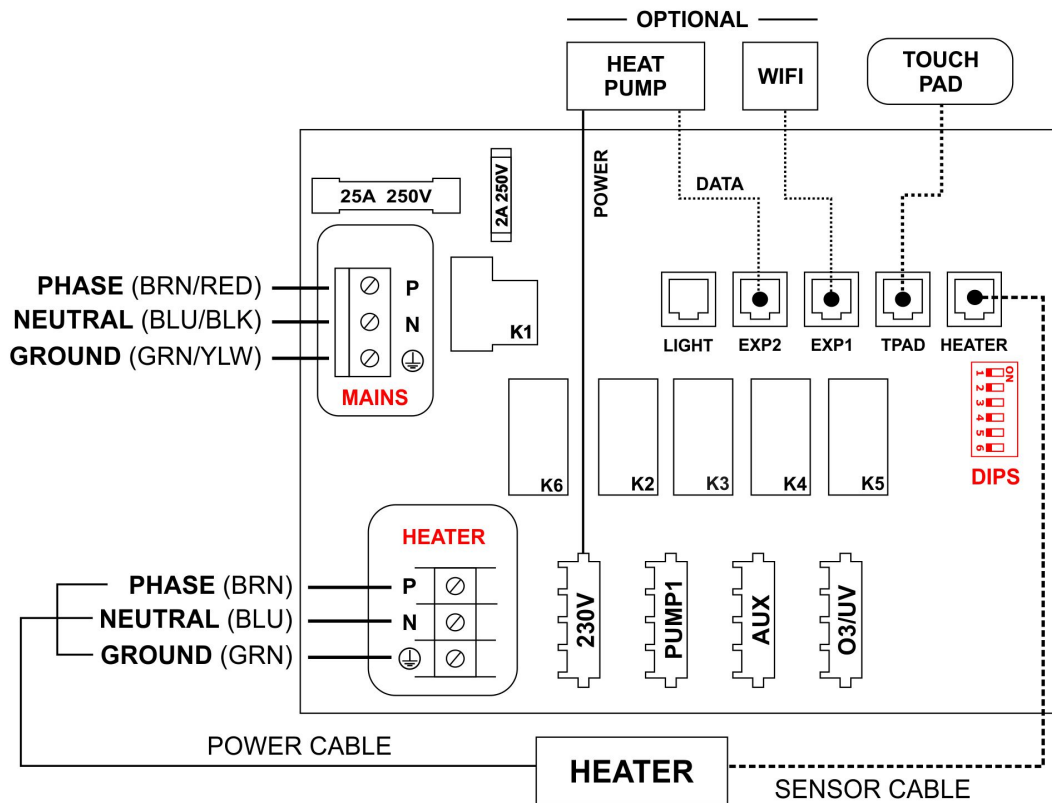 OPTIONAL
HEAT
PUMP
WIFI
TOUCH
PAD
POWER
DATA
25A 250V
2A 250V
PHASE (BRN/RED)
NEUTRAL (BLU/BLK)
GROUND (GRN/YLW)
P
N
MAINS
K1
LIGHT
EXP2
EXP1
TPAD
HEATER
ON
1
2
3
4
5
6
DIPS
K6
K2
K3
K4
K5
HEATER
PHASE (BRN)
NEUTRAL (BLU)
GROUND (GRN)
P
N
230V
PUMP1
AUX
O3/UV
POWER CABLE
HEATER
SENSOR CABLE